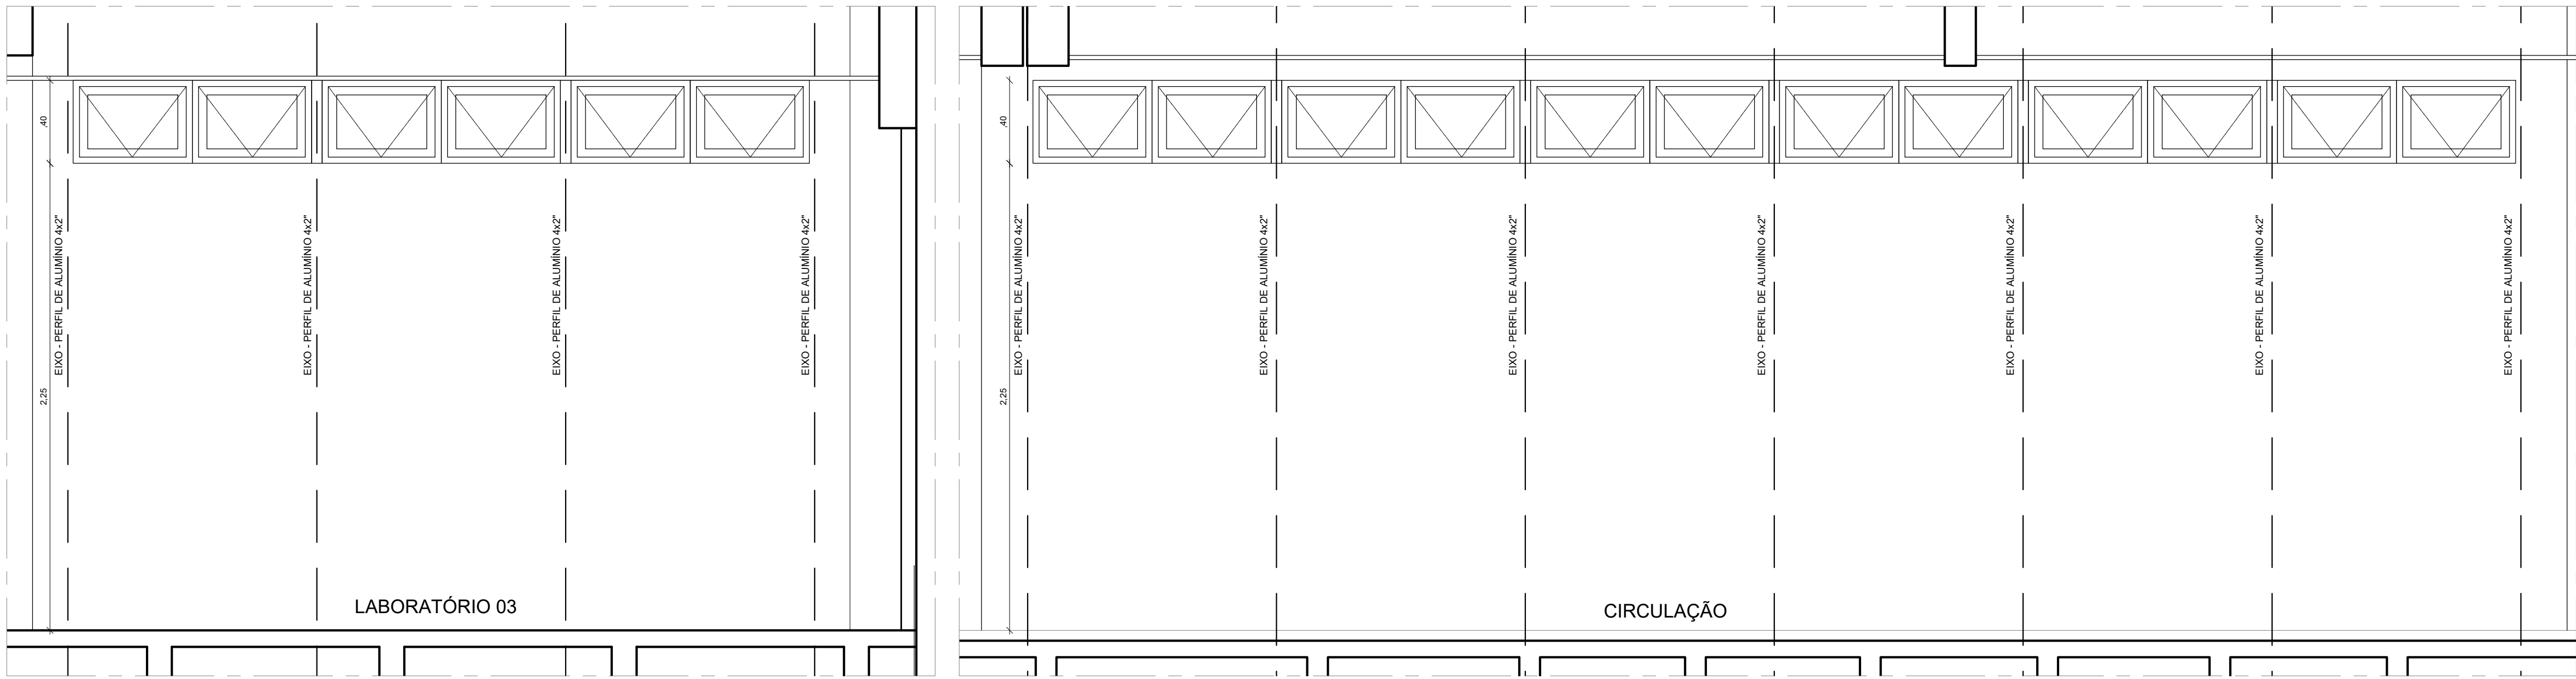 ,40
2,25
EIXO - PERFIL DE ALUMÍNIO 4x2"
EIXO - PERFIL DE ALUMÍNIO 4x2"
EIXO - PERFIL DE ALUMÍNIO 4x2"
EIXO - PERFIL DE ALUMÍNIO 4x2"
LABORATÓRIO 03
,40
2,25
EIXO - PERFIL DE ALUMÍNIO 4x2"
EIXO - PERFIL DE ALUMÍNIO 4x2"
EIXO - PERFIL DE ALUMÍNIO 4x2"
EIXO - PERFIL DE ALUMÍNIO 4x2"
EIXO - PERFIL DE ALUMÍNIO 4x2"
EIXO - PERFIL DE ALUMÍNIO 4x2"
EIXO - PERFIL DE ALUMÍNIO 4x2"
CIRCULAÇÃO